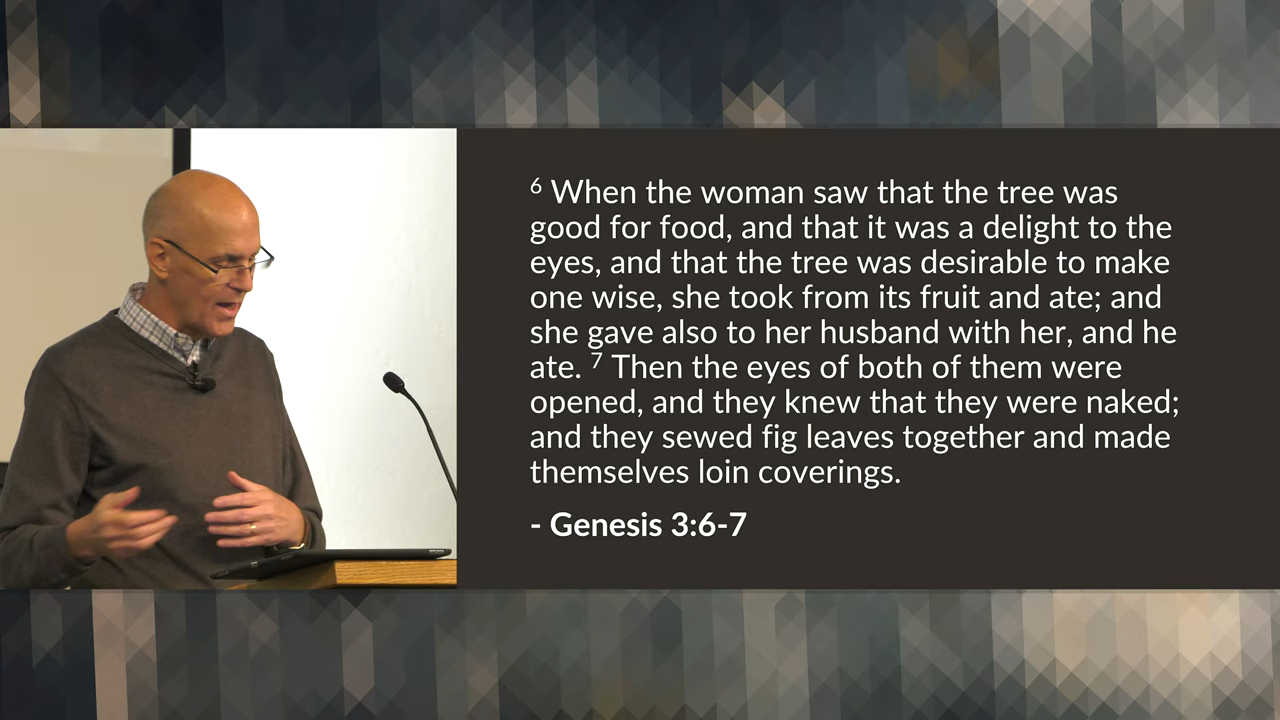 6 When the woman saw that the tree was
good for food, and that it was a delight to the
eyes, and that the tree was desirable to make
one wise, she took from its fruit and ate; and
she gave also to her husband with her, and he
ate. 7 Then the eyes of both of them were
opened, and they knew that they were naked;
and they sewed fig leaves together and made
themselves loin coverings.
- Genesis 3:6-7